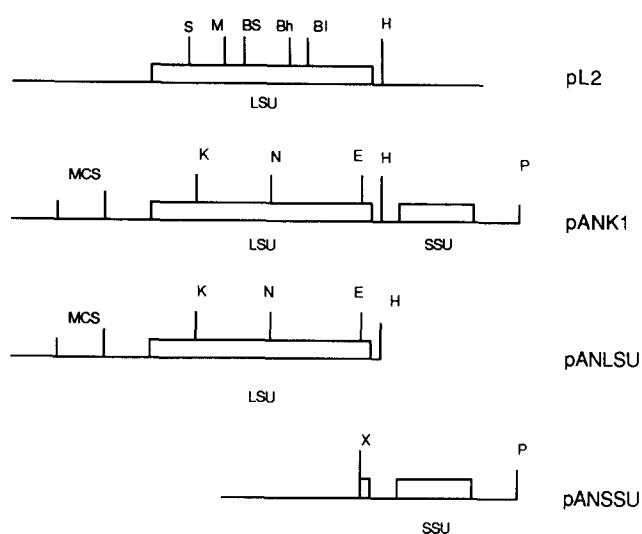 S M BS Bh Bl H
pL2
LSU
MCS K N E H P
pANK1
LSU SSU
MCS K N E H
pANLSU
LSU
X P
pANSSU
SSU